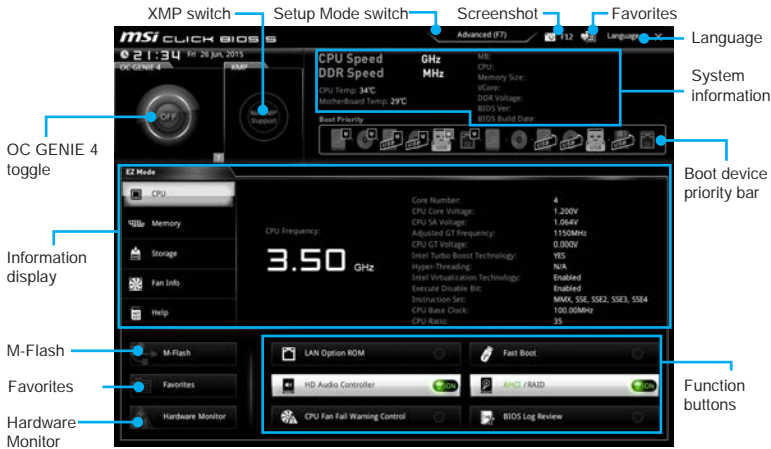 XMP switch
Setup Mode switch
Screenshot
Favorites
msi CLICK BIOS 5
Advanced (F7)
F12
Language
Language
02:34 Fri 26 Jun, 2015
OC GENIE 4
XMP
OFF
Support
?
CPU Speed GHz
DDR Speed MHz
CPU Temp: 34℃
MotherBoard Temp: 29℃
MB:
CPU:
Memory Size:
VCore:
DDR Voltage:
BIOS Ver:
BIOS Build Date:
Boot Priority
System
information
OC GENIE 4
toggle
Boot device
priority bar
EZ Mode
CPU
Memory
Storage
Fan Info
Help
Information
display
CPU Frequency:
3.50 GHz
Core Number: 4
CPU Core Voltage: 1.200V
CPU SA Voltage: 1.064V
Adjusted GT Frequency: 1150MHz
CPU GT Voltage: 0.000V
Intel Turbo Boost Technology: YES
Hyper-Threading: N/A
Intel Virtualization Technology: Enabled
Execute Disable Bit: Enabled
Instruction Set: MMX, SSE, SSE2, SSE3, SSE4
CPU Base Clock: 100.00MHz
CPU Ratio: 35
M-Flash
M-Flash
Favorites
Favorites
Hardware
Monitor
Hardware Monitor
LAN Option ROM
Fast Boot
HD Audio Controller
ON
AHCI /RAID
ON
CPU Fan Fail Warning Control
BIOS Log Review
Function
buttons